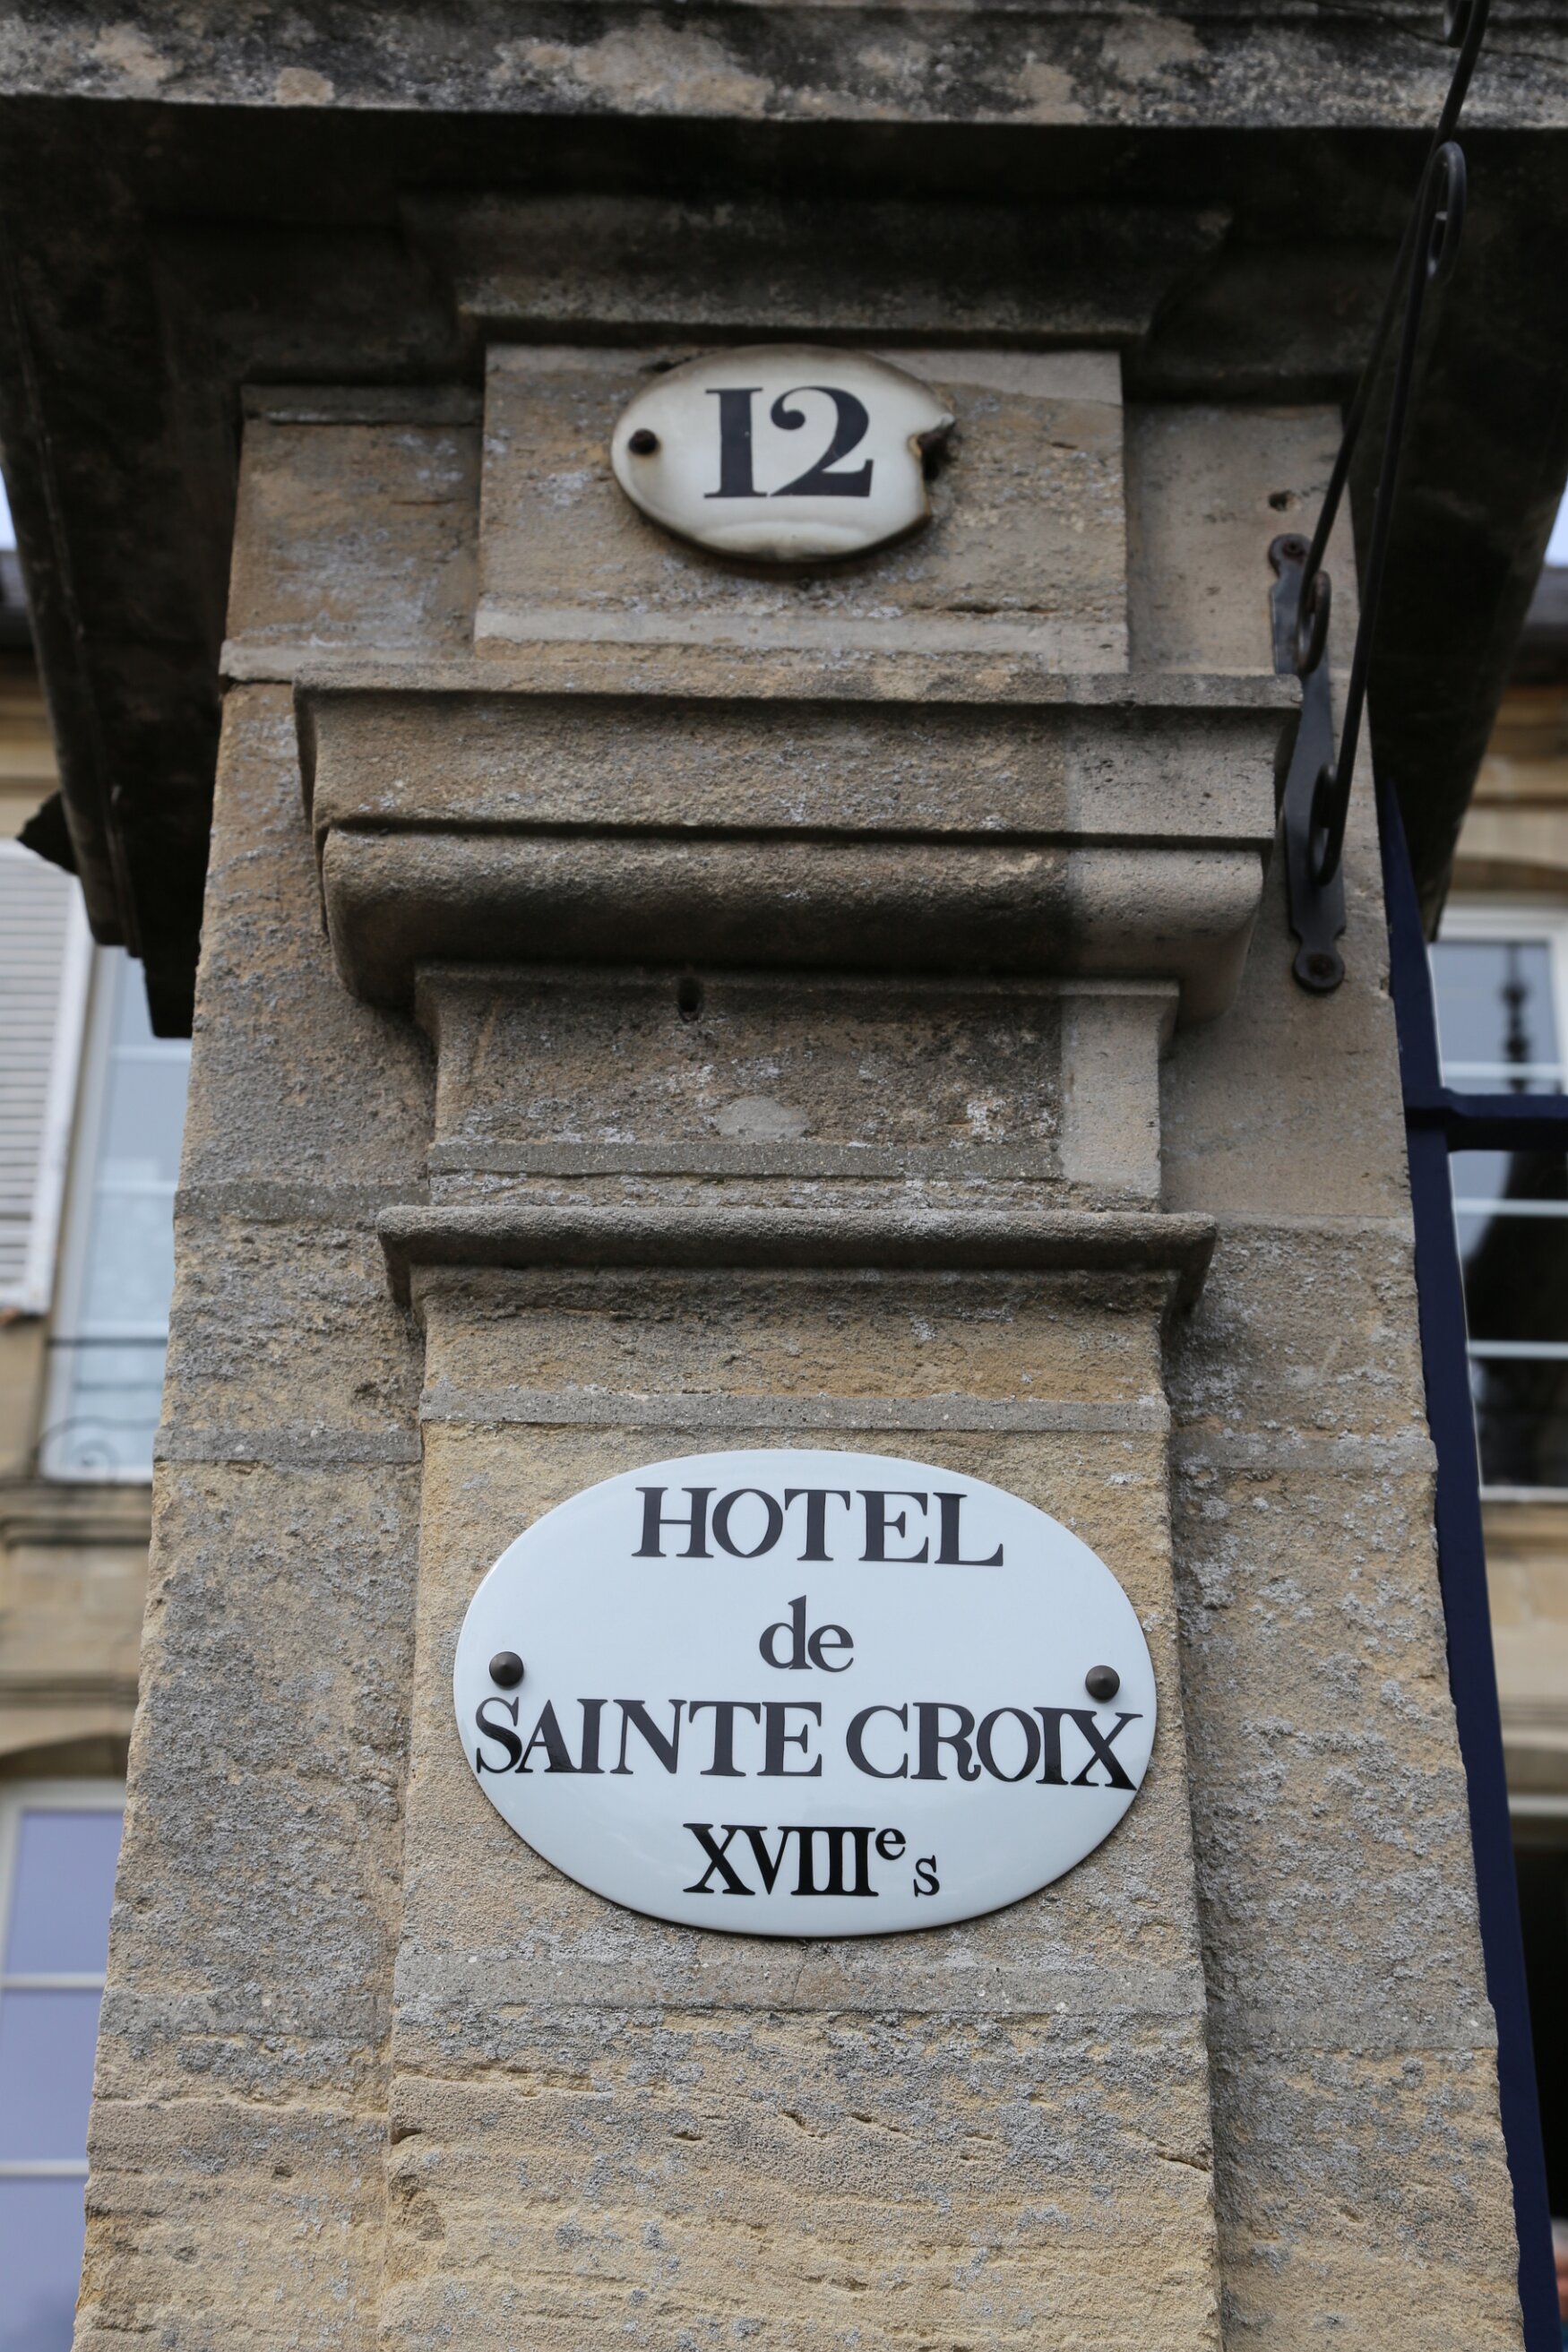 12
HOTEL
de
SAINTE CROIX
XVIIIe s